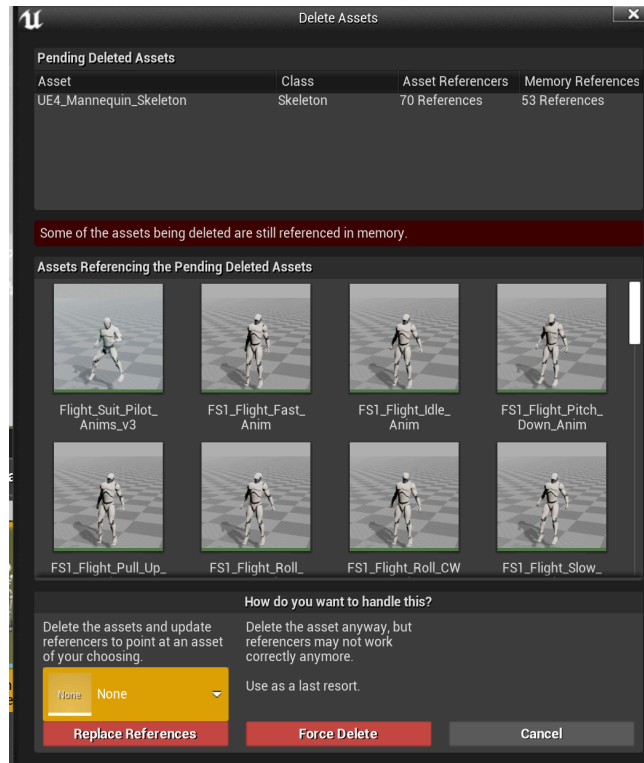 Delete Assets
Pending Deleted Assets
Asset Class Asset Referencers Memory References
UE4_Mannequin_Skeleton Skeleton 70 References 53 References
Some of the assets being deleted are still referenced in memory.
Assets Referencing the Pending Deleted Assets
Flight_Suit_Pilot_
Anims_v3
FS1_Flight_Fast_
Anim
FS1_Flight_Idle_
Anim
FS1_Flight_Pitch_
Down_Anim
FS1_Flight_Pull_Up_
FS1_Flight_Roll_
FS1_Flight_Roll_CW
FS1_Flight_Slow_
How do you want to handle this?
Delete the assets and update
referencers to point at an asset
of your choosing.
None None
Replace References
Delete the asset anyway, but
referencers may not work
correctly anymore.
Use as a last resort.
Force Delete
Cancel